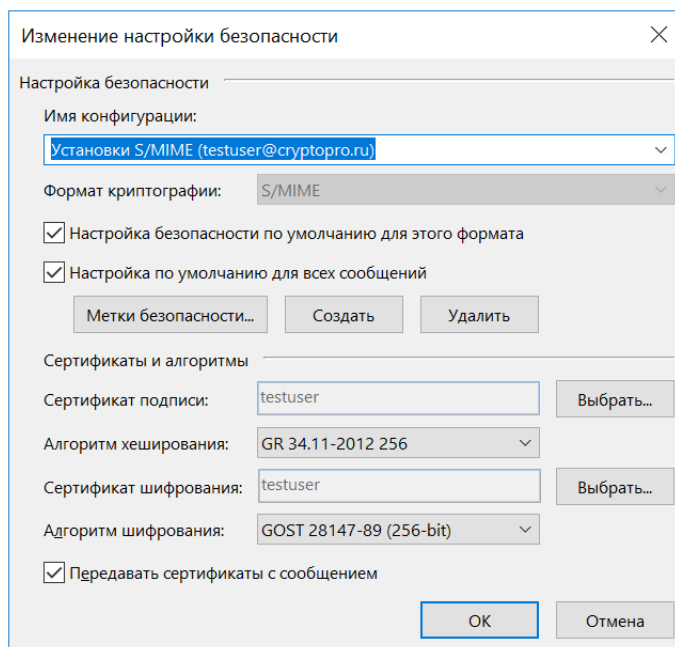 Изменение настройки безопасности
Настройка безопасности
Имя конфигурации:
Установки S/MIME (testuser@cryptopro.ru)
Формат криптографии: S/MIME
Настройка безопасности по умолчанию для этого формата
Настройка по умолчанию для всех сообщений
Метки безопасности... Создать Удалить
Сертификаты и алгоритмы
Сертификат подписи: testuser Выбрать...
Алгоритм хеширования: GR 34.11-2012 256
Сертификат шифрования: testuser Выбрать...
Алгоритм шифрования: GOST 28147-89 (256-bit)
Передавать сертификаты с сообщением
ОК Отмена